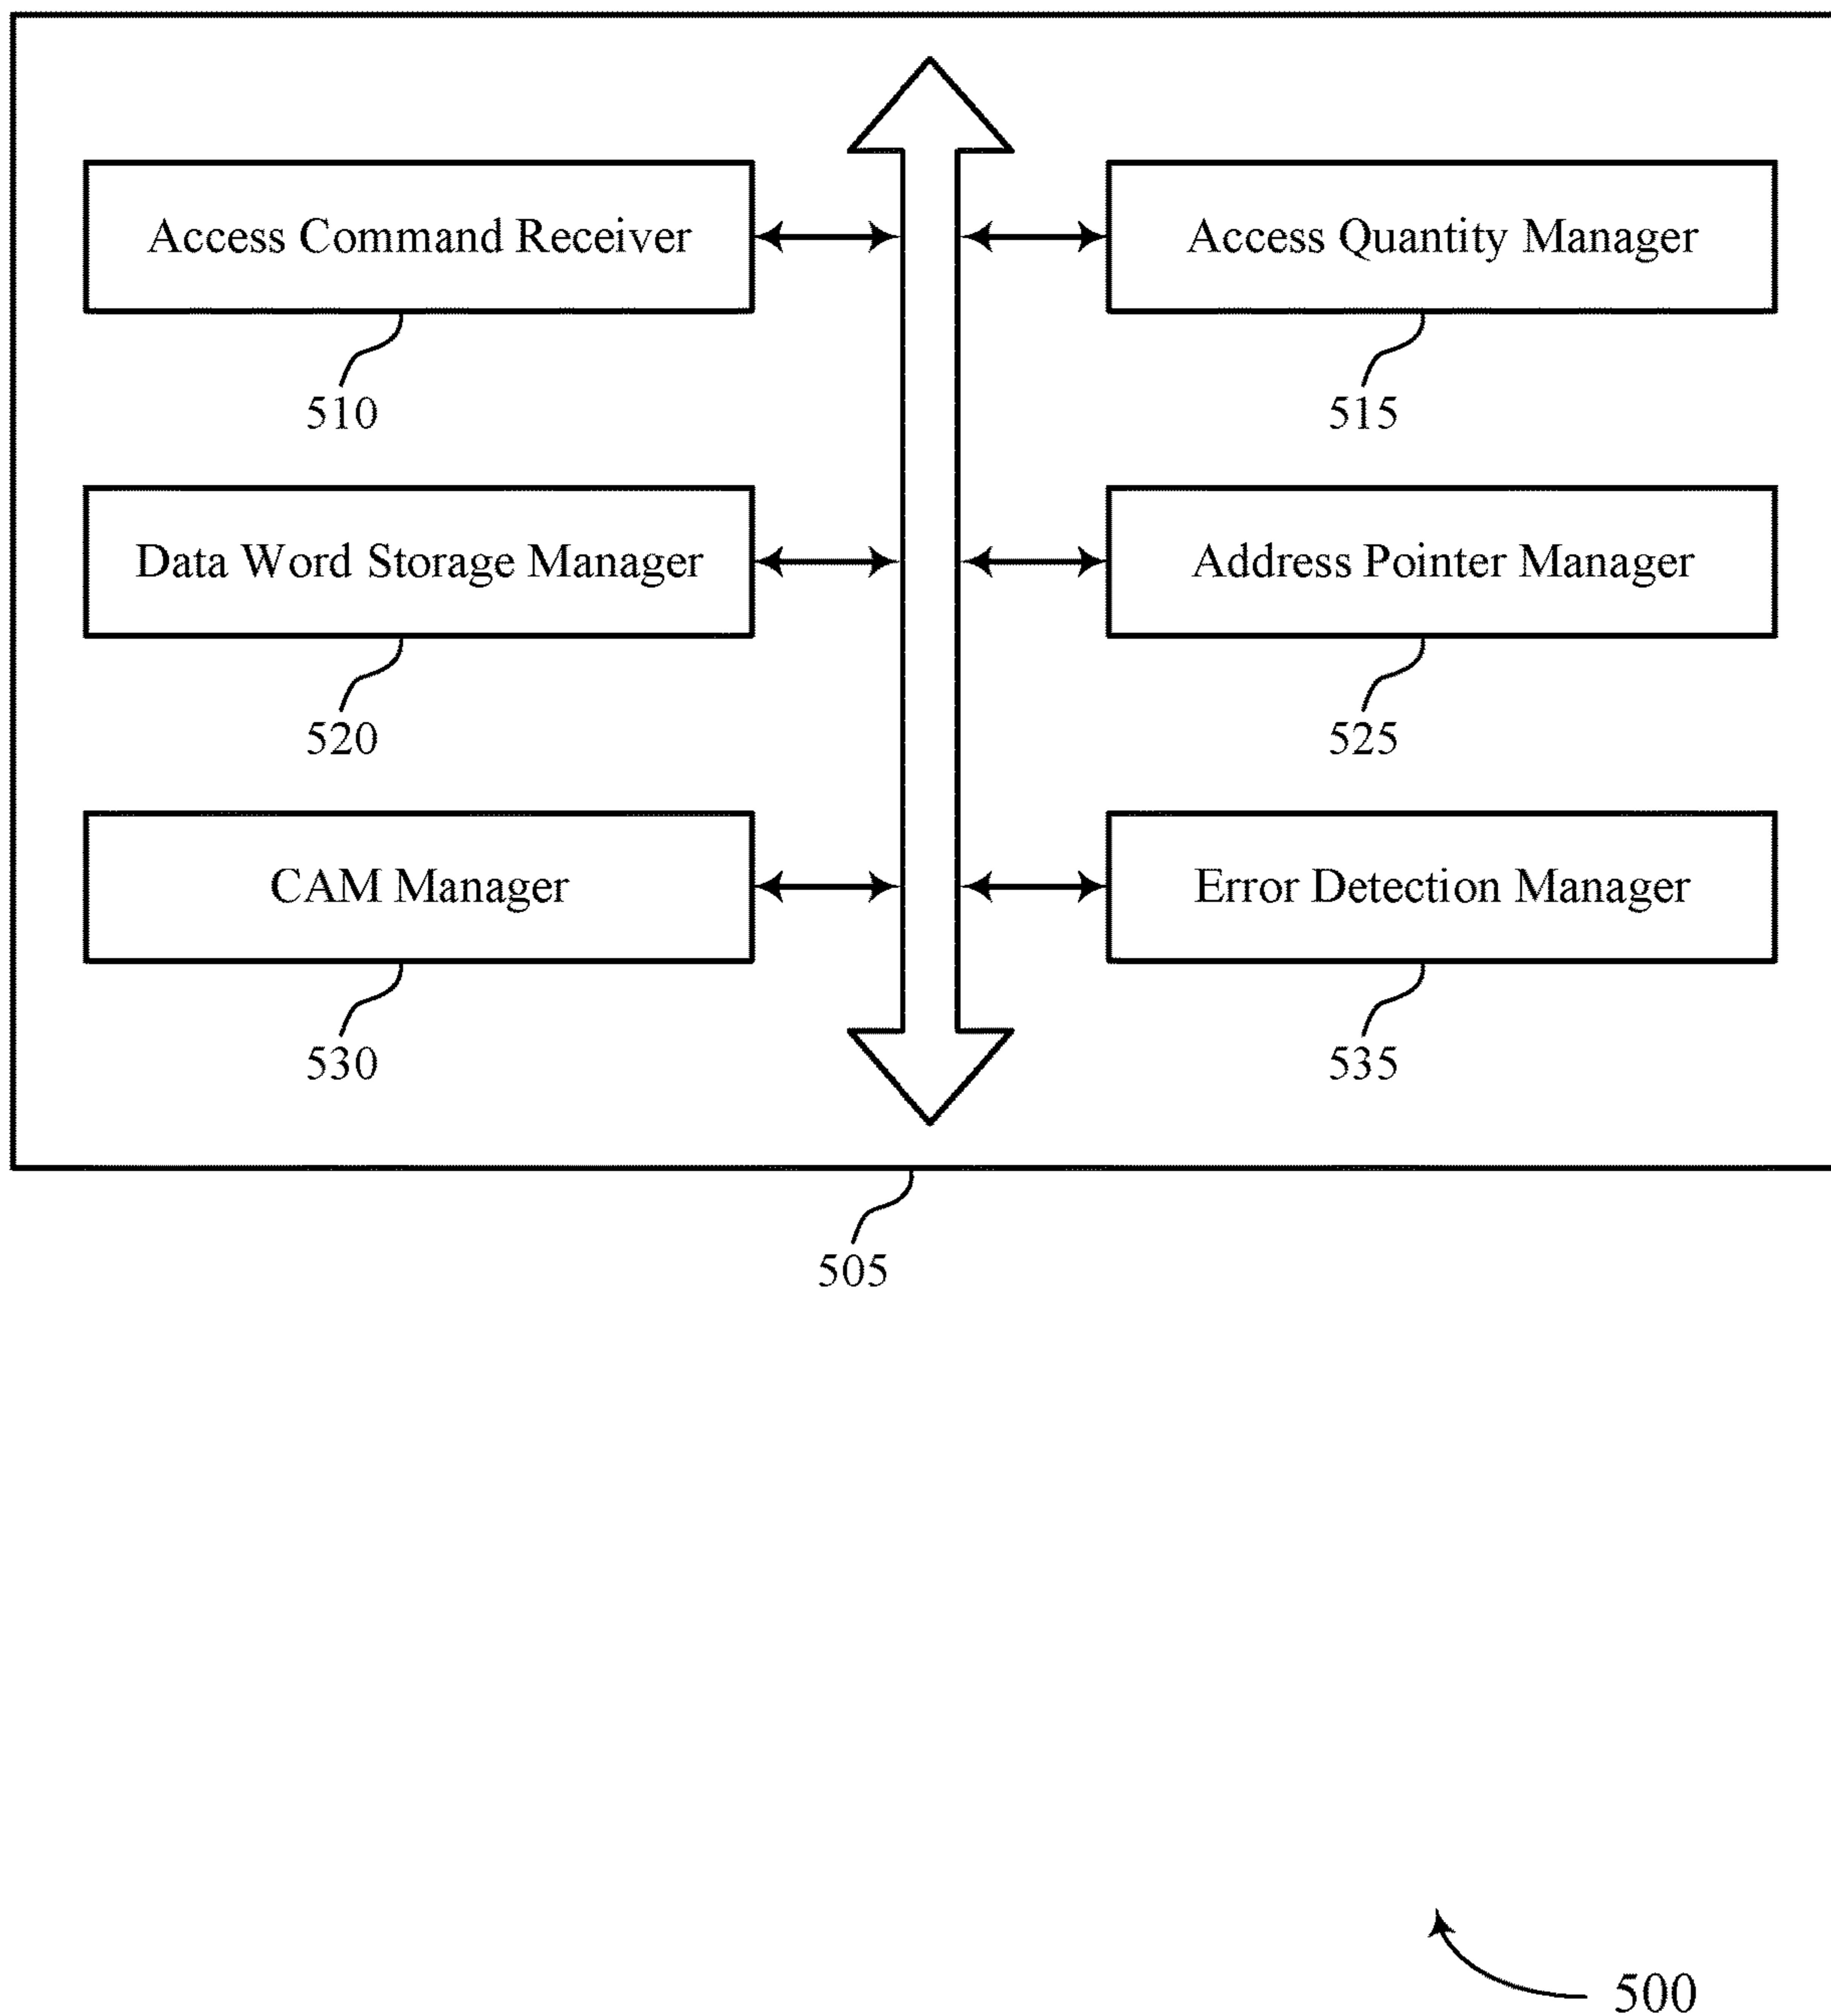 Access Command Receiver
Access Quantity Manager
510
515
Data Word Storage Manager
Address Pointer Manager
520
525
CAM Manager
Error Detection Manager
530
535
505
500